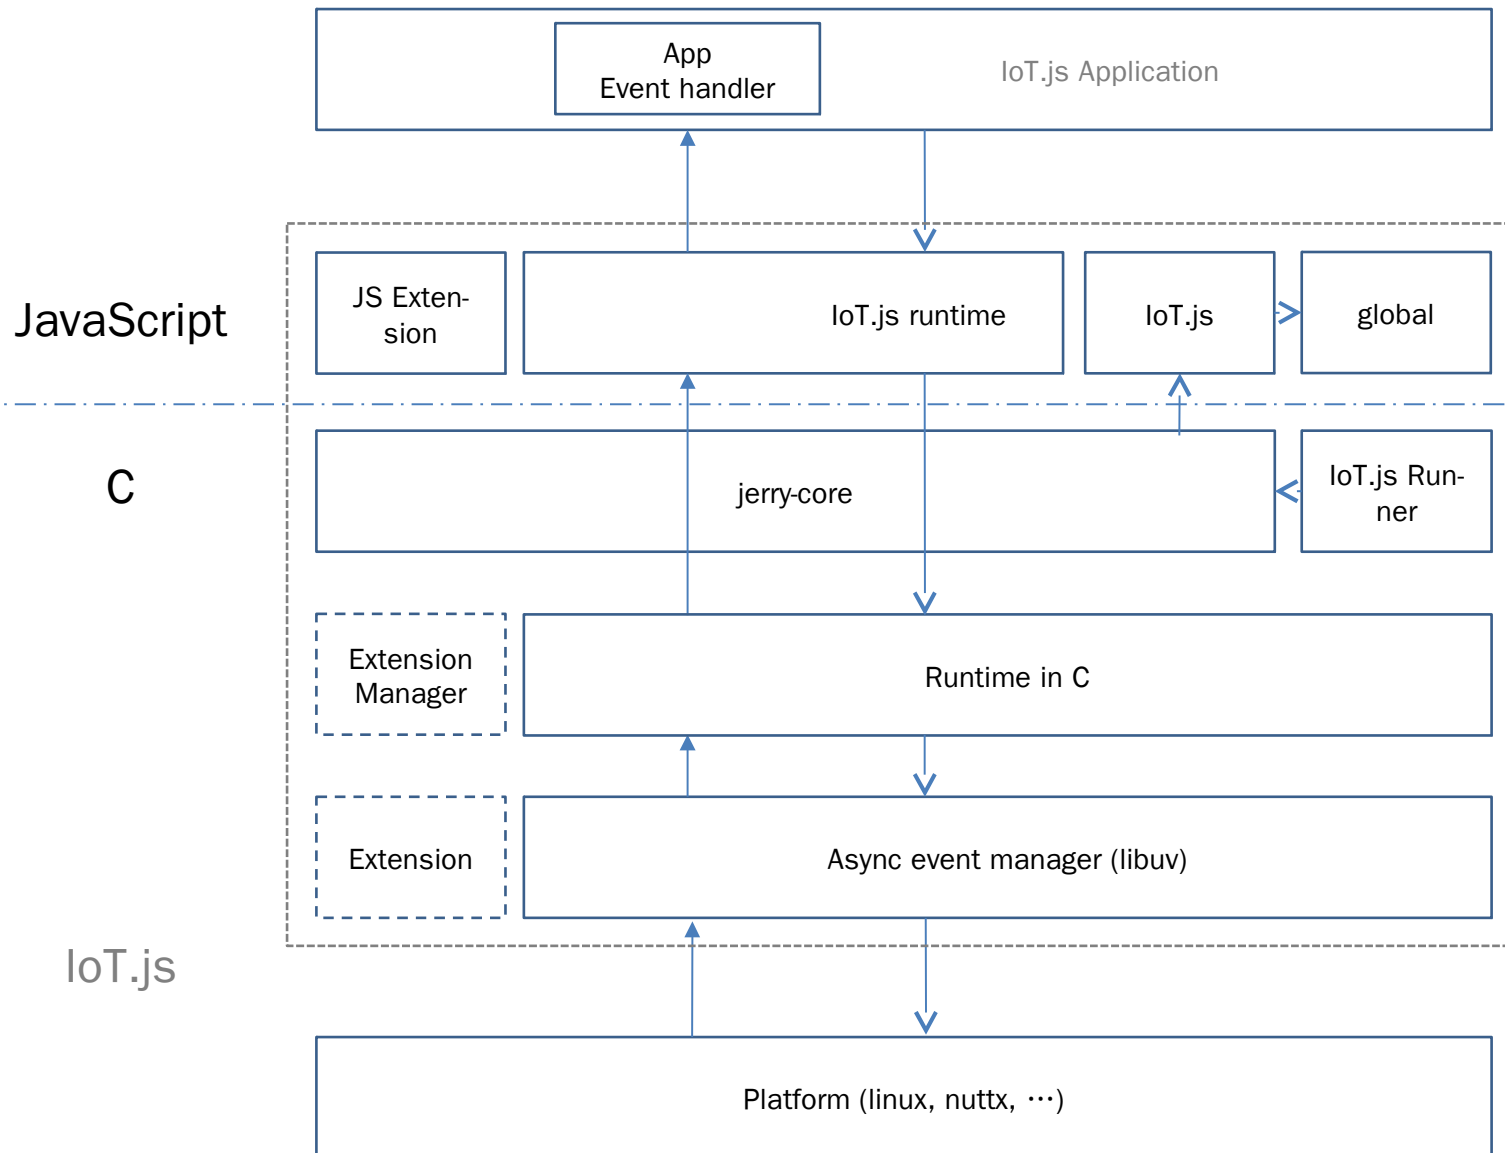 App
Event handler
IoT.js Application
JavaScript
JS Exten-
sion
IoT.js runtime
IoT.js
global
C
jerry-core
IoT.js Run-
ner
Extension
Manager
Runtime in C
Extension
Async event manager (libuv)
IoT.js
Platform (linux, nuttx, ⋯)